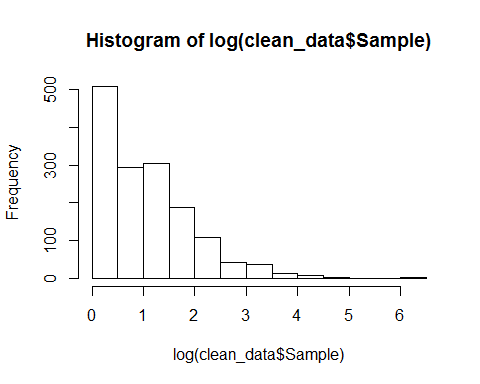 Histogram of log(clean_data$Sample)
Frequency
500
300
100
0
0 1 2 3 4 5 6
log(clean_data$Sample)